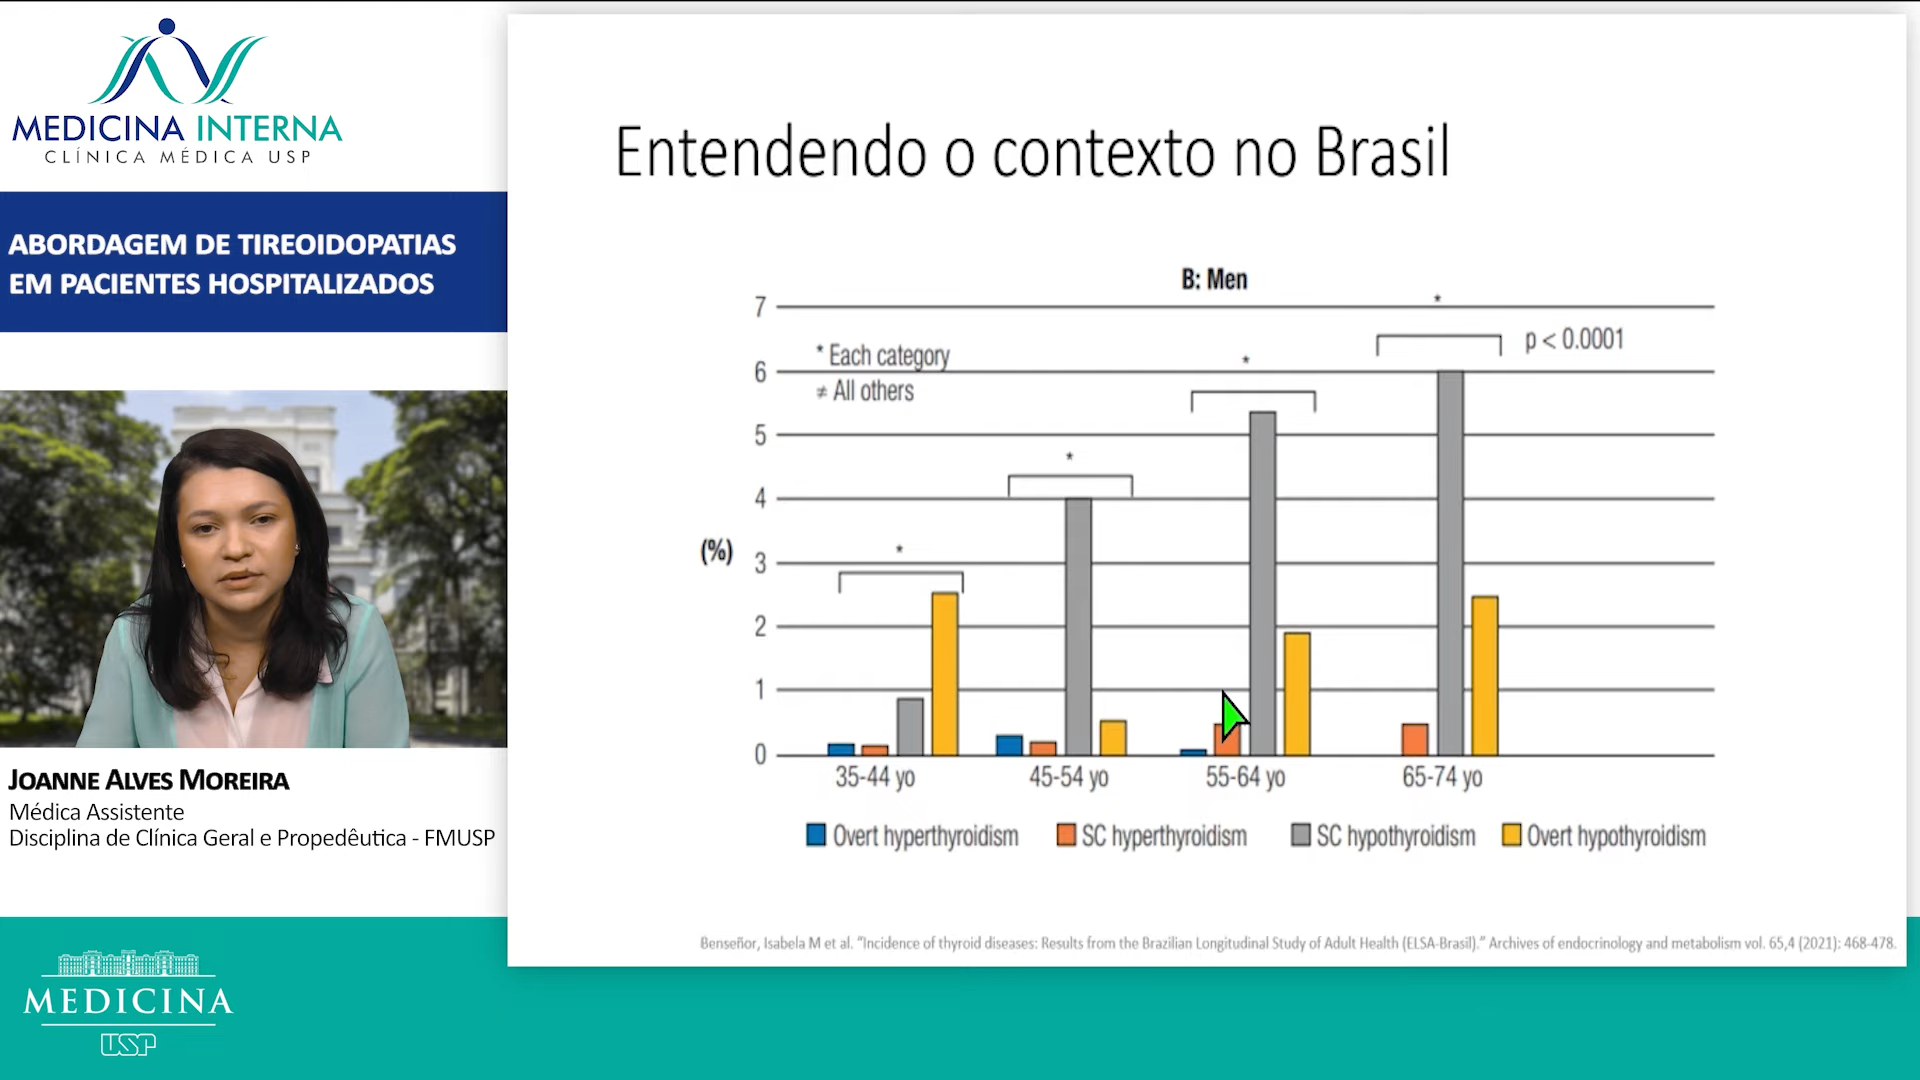 MEDICINA INTERNA
CLÍNICA MÉDICA USP
ABORDAGEM DE TIREOIDOPATIAS
EM PACIENTES HOSPITALIZADOS
JOANNE ALVES MOREIRA
Médica Assistente
Disciplina de Clínica Geral e Propedêutica - FMUSP
MEDICINA
USP
Entendendo o contexto no Brasil
B: Men
* Each category
≠ All others
p < 0.0001
*
*
*
*
(%)
7
6
5
4
3
2
1
0
35-44 yo
45-54 yo
55-64 yo
65-74 yo
Overt hyperthyroidism
SC hyperthyroidism
SC hypothyroidism
Overt hypothyroidism
Benseñor, Isabela M et al. “Incidence of thyroid diseases: Results from the Brazilian Longitudinal Study of Adult Health (ELSA-Brasil).” Archives of endocrinology and metabolism vol. 65,4 (2021): 468-478.